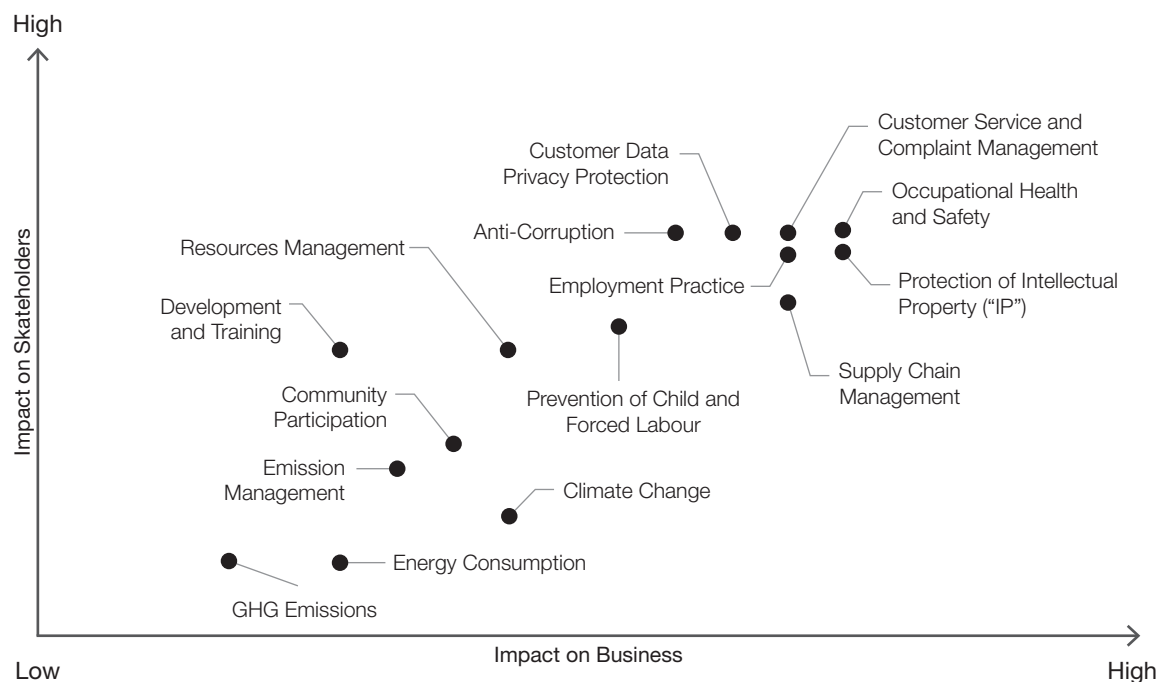 High
Customer Service and
Complaint Management
Customer Data
Privacy Protection
Occupational Health
and Safety
Anti-Corruption
Resources Management
Employment Practice
Protection of Intellectual
Property (“IP”)
Development
and Training
Impact on Skateholders
Supply Chain
Management
Community
Participation
Prevention of Child and
Forced Labour
Emission
Management
Climate Change
Energy Consumption
GHG Emissions
Impact on Business
Low
High